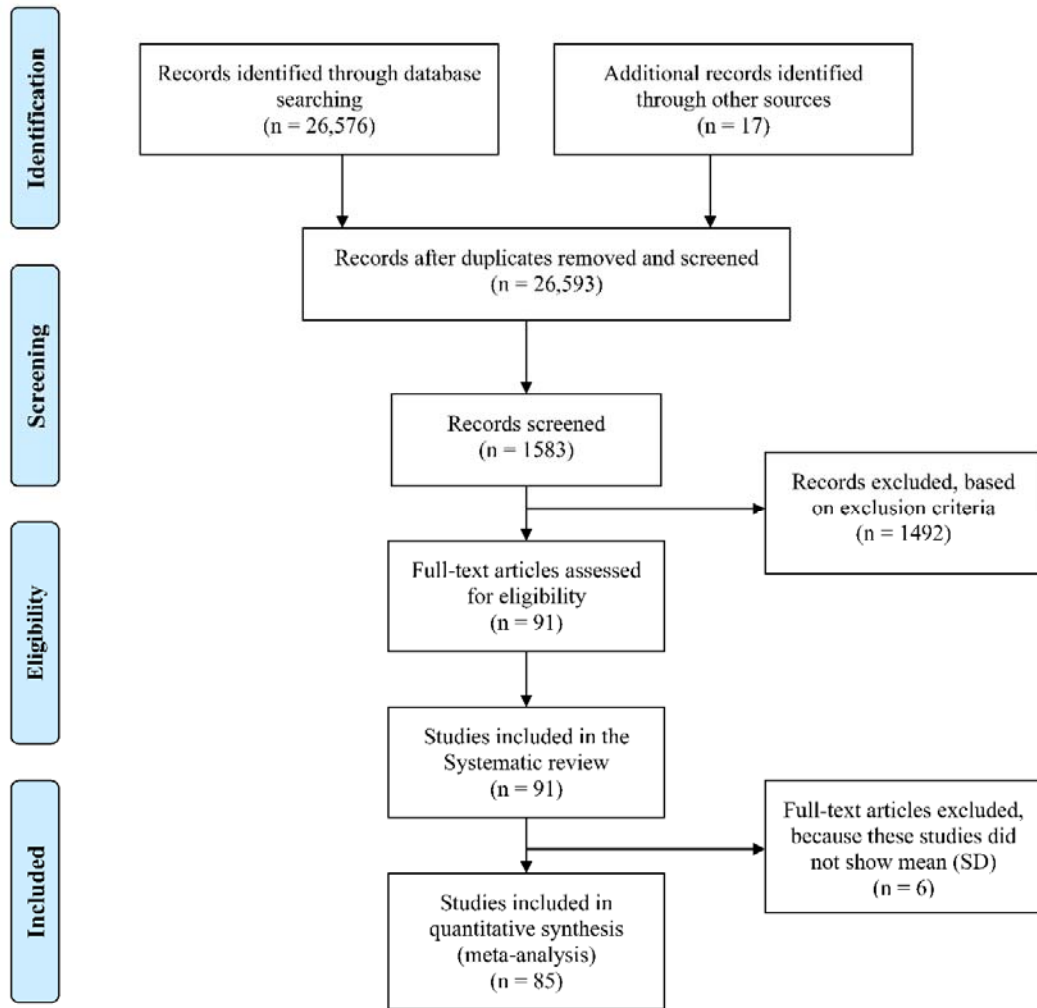 Identification
Records identified through database
searching
(n = 26,576)
Additional records identified
through other sources
(n = 17)
Records after duplicates removed and screened
(n = 26,593)
Screening
Records screened
(n = 1583)
Records excluded, based
on exclusion criteria
(n = 1492)
Eligibility
Full-text articles assessed
for eligibility
(n = 91)
Studies included in the
Systematic review
(n = 91)
Included
Full-text articles excluded,
because these studies did
not show mean (SD)
(n = 6)
Studies included in
quantitative synthesis
(meta-analysis)
(n = 85)